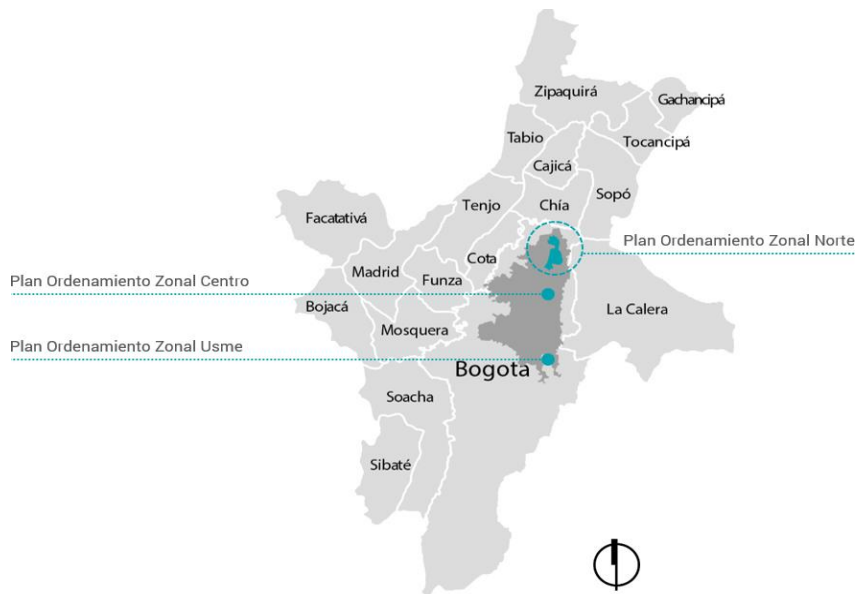 Zipaquirá
Gachancipá
Tabio
Tocancipá
Cajicá
Sopó
Tenjo
Chía
Facatativá
Plan Ordenamiento Zonal Norte
Cota
Madrid
Funza
Plan Ordenamiento Zonal Centro
Bojacá
La Calera
Mosquera
Plan Ordenamiento Zonal Usme
Bogota
Soacha
Sibaté